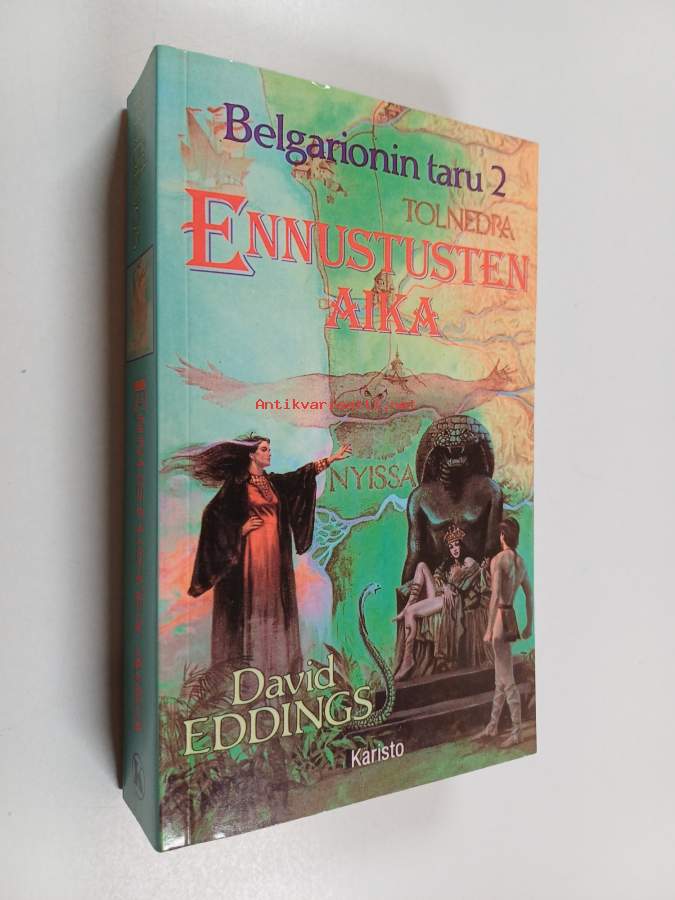 Belgarionin taru 2
TOLNEDRA
ENNUSTUSTEN
AIKA
Antikvariaatti.net
NYISSA
David
EDDINGS
Karisto